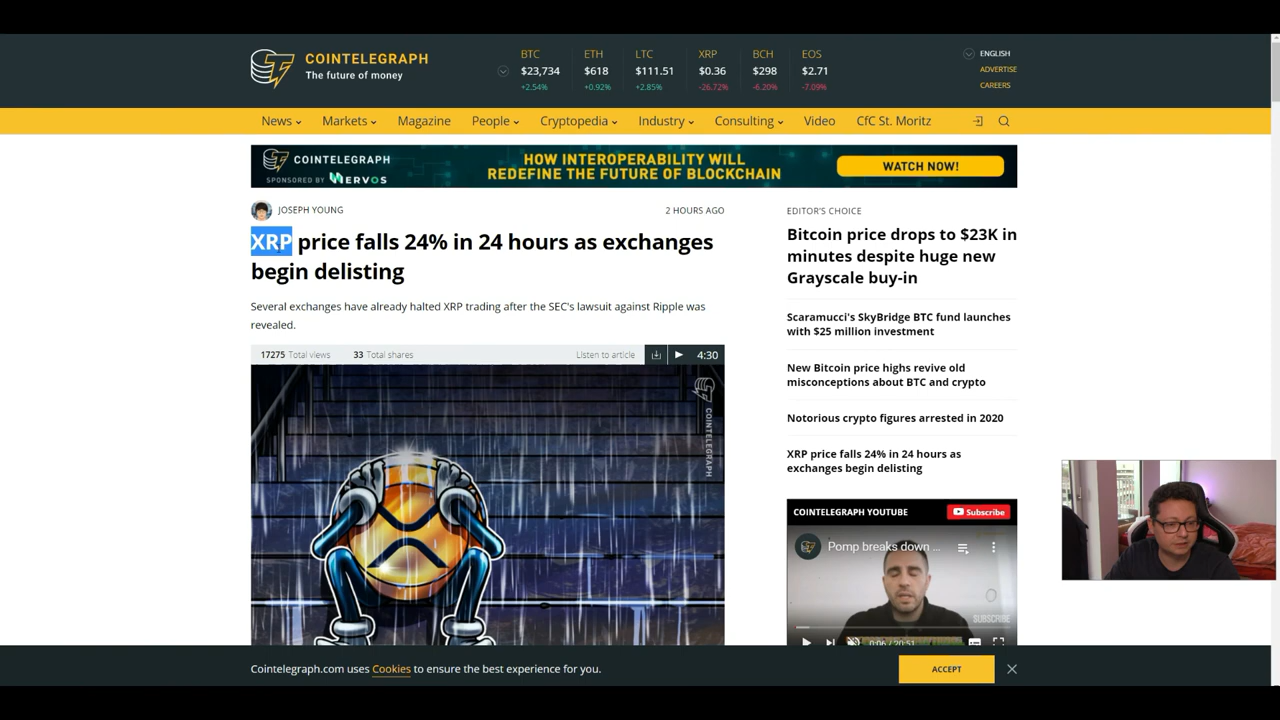 COINTELEGRAPH
The future of money
BTC ETH LTC XRP BCH EOS
$23,734 $618 $111.51 $0.36 $298 $2.71
+2.54% +0.92% +2.85% -26.72% -6.20% -7.09%
ENGLISH
ADVERTISE
CAREERS
News Markets Magazine People Cryptopedia Industry Consulting Video CfC St. Moritz
COINTELEGRAPH
SPONSORED BY NERVOS
HOW INTEROPERABILITY WILL
REDEFINE THE FUTURE OF BLOCKCHAIN
WATCH NOW!
JOSEPH YOUNG
2 HOURS AGO
XRP price falls 24% in 24 hours as exchanges
begin delisting
Several exchanges have already halted XRP trading after the SEC's lawsuit against Ripple was
revealed.
17275 Total views 33 Total shares Listen to article 4:30
COINTELEGRAPH
EDITOR'S CHOICE
Bitcoin price drops to $23K in
minutes despite huge new
Grayscale buy-in
Scaramucci's SkyBridge BTC fund launches
with $25 million investment
New Bitcoin price highs revive old
misconceptions about BTC and crypto
Notorious crypto figures arrested in 2020
XRP price falls 24% in 24 hours as
exchanges begin delisting
COINTELEGRAPH YOUTUBE
Subscribe
Pomp breaks down ...
SUBSCRIBE
0:06 / 20:51
Cointelegraph.com uses Cookies to ensure the best experience for you.
ACCEPT